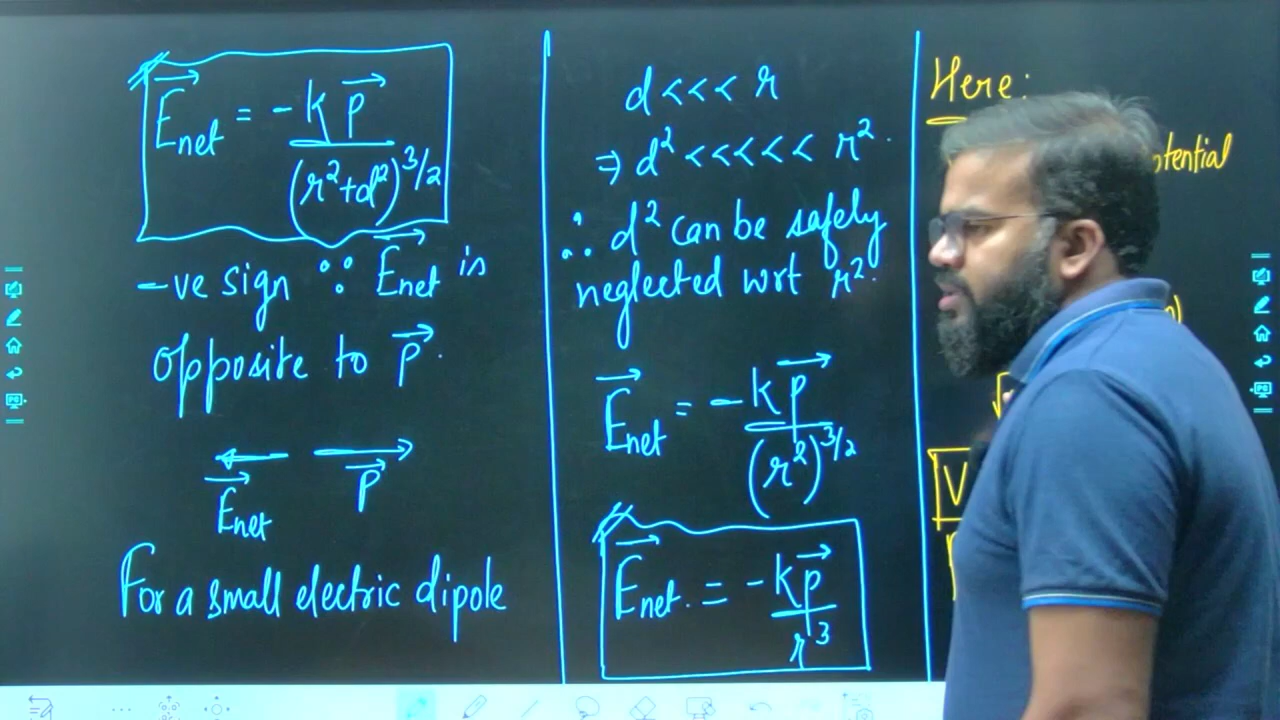 E⃗net = -k p⃗ / (r²+d²)^3/2
-ve sign ∵ E⃗net is
opposite to p⃗.
E⃗net p⃗
For a small electric dipole
d <<< r
⇒ d² <<<<< r².
∴ d² can be safely
neglected wrt r².
E⃗net = -k p⃗ / (r²)^3/2
E⃗net. = -k p⃗ / r³
Here:
V